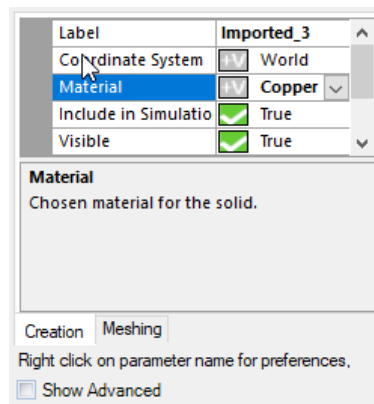 Label Imported_3
Coordinate System +V World
Material +V Copper
Include in Simulatio True
Visible True
Material
Chosen material for the solid.
Creation Meshing
Right click on parameter name for preferences,
Show Advanced